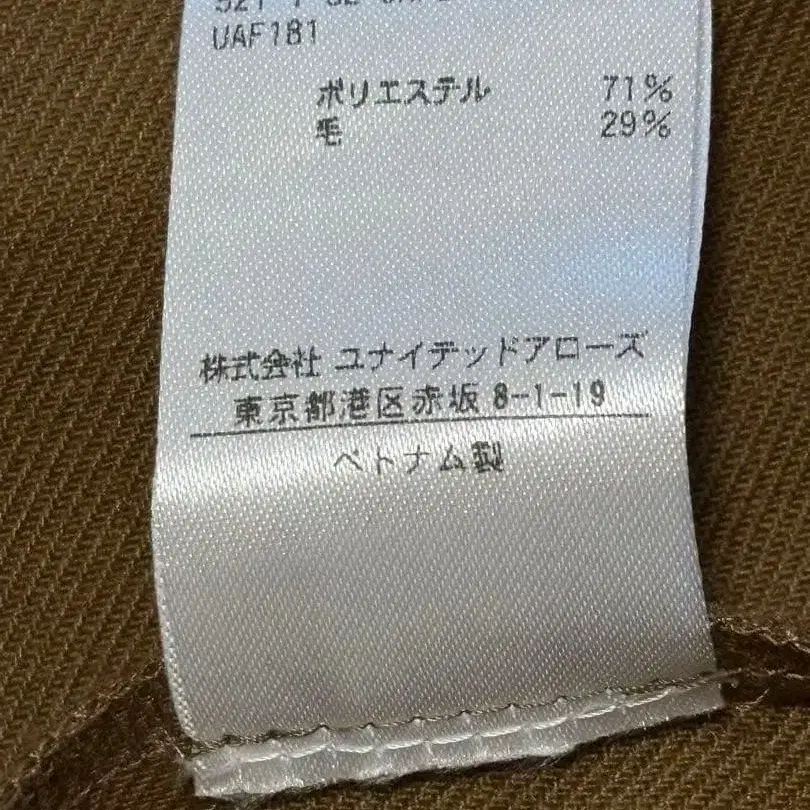 UAF181
ポリエステル 71%
毛 29%
株式会社 ユナイテッドアローズ
東京都港区赤坂 8-1-19
ベトナム製